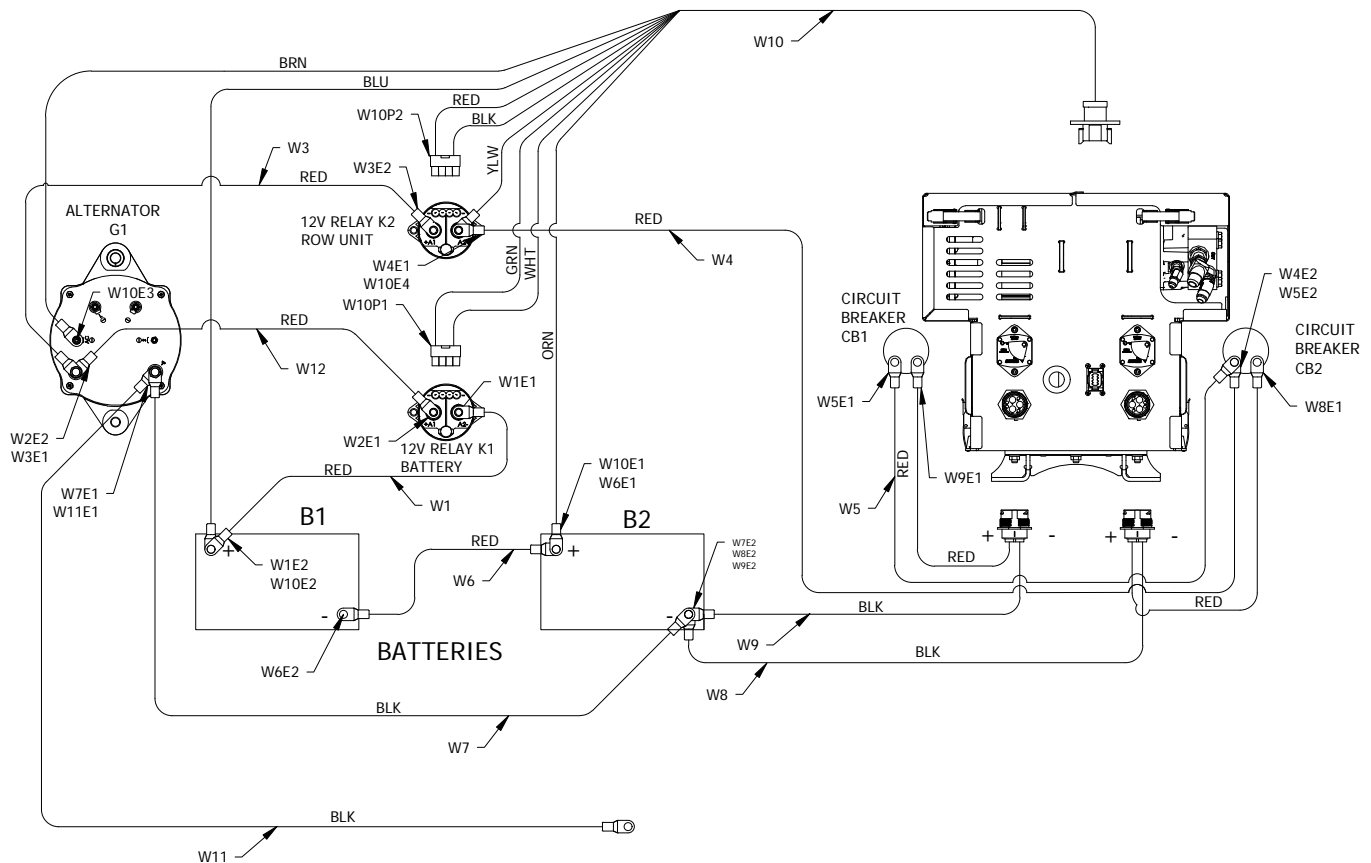 W10
BRN
BLU
RED
W10P2
BLK
W3
W3E2
YLW
RED
ALTERNATOR
G1
12V RELAY K2
ROW UNIT
+A1
A2-
RED
W4
GRN
WHT
W4E1
W10E4
W10E3
W10P1
W4E2
W5E2
CIRCUIT
BREAKER
CB1
CIRCUIT
BREAKER
CB2
RED
ORN
W12
W1E1
W5E1
W8E1
+A1
A2-
W2E2
W3E1
W2E1
12V RELAY K1
BATTERY
RED
RED
W9E1
W10E1
W6E1
W7E1
W11E1
W1
W5
B1
B2
+
W1E2
W10E2
RED
+
W6
W7E2
W8E2
W9E2
+
-
+
-
RED
-
-
BLK
RED
W9
W6E2
BATTERIES
BLK
W8
BLK
W7
BLK
W11